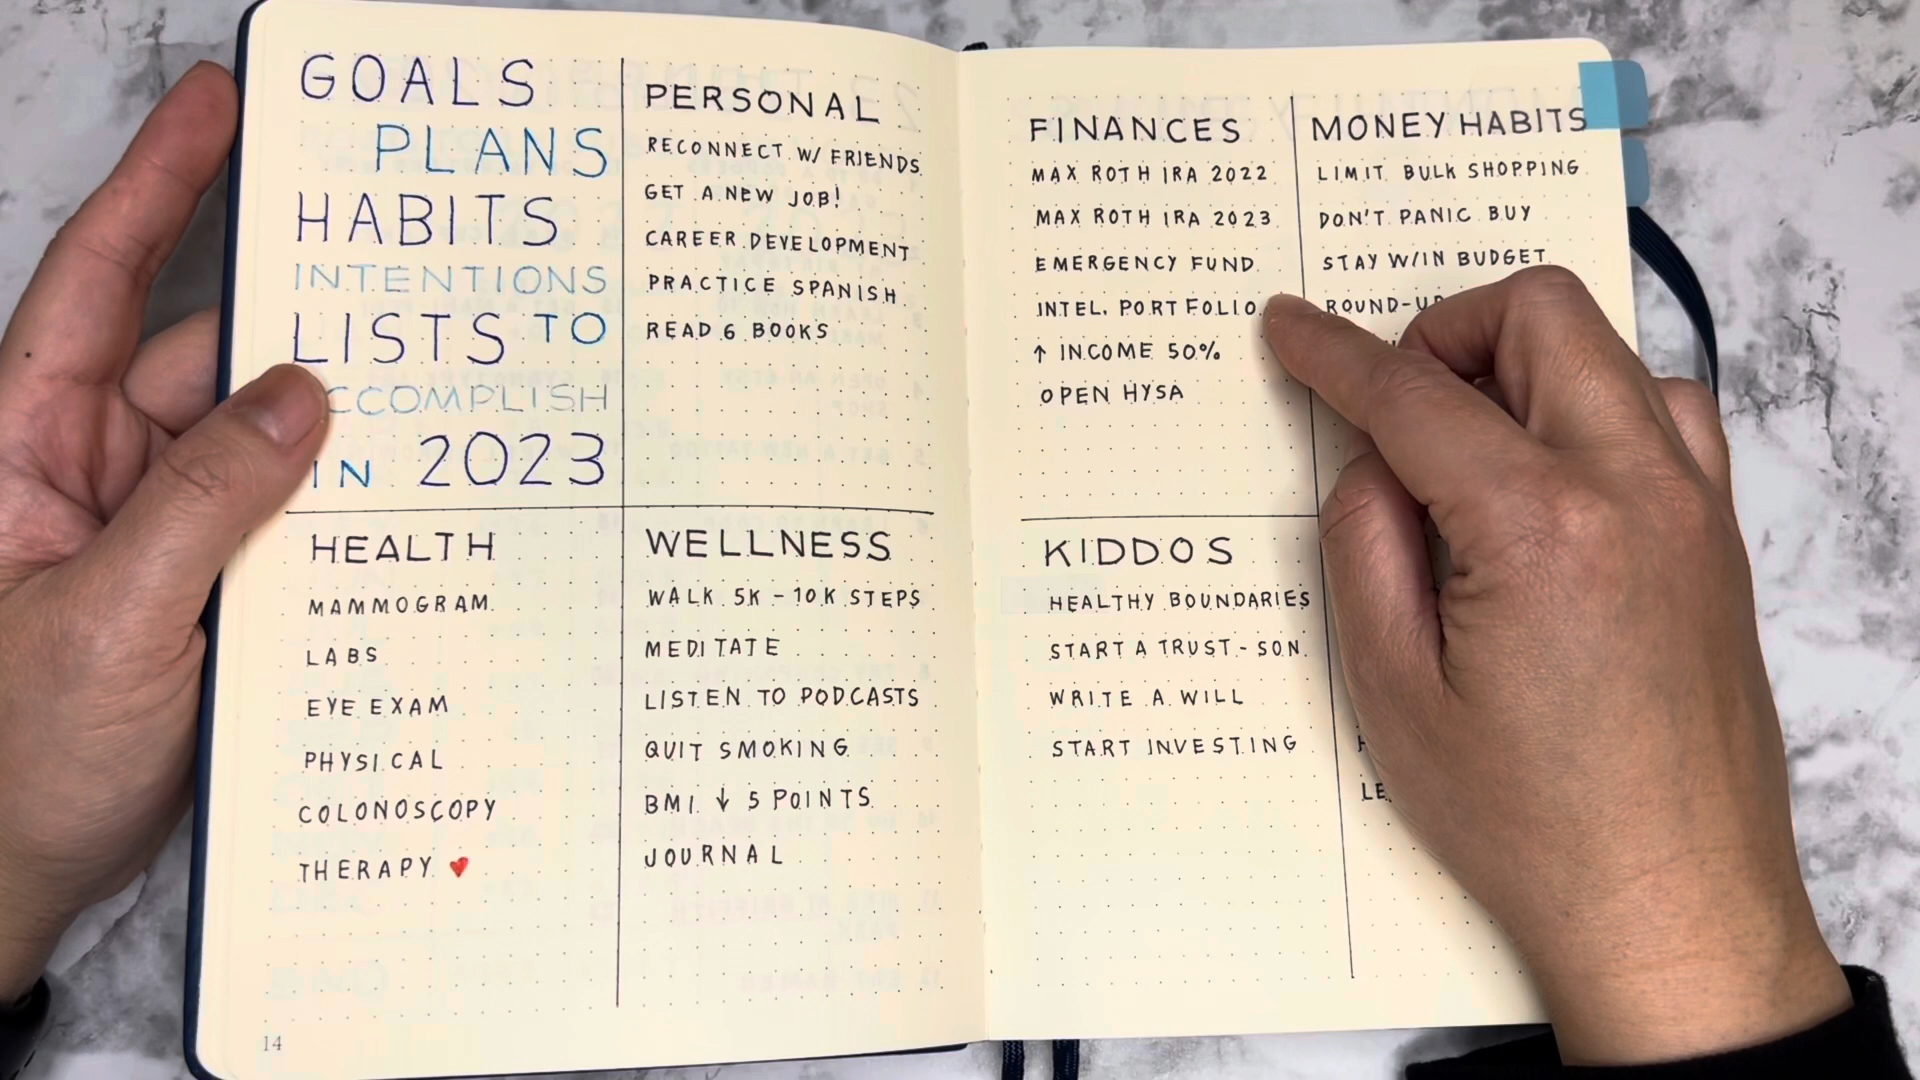 GOALS
PLANS
HABITS
INTENTIONS
LISTS TO
CCOMPLISH
IN 2023
PERSONAL
RECONNECT W/ FRIENDS
GET A NEW JOB!
CAREER DEVELOPMENT
PRACTICE SPANISH
READ 6 BOOKS
HEALTH
MAMMOGRAM
LABS
EYE EXAM
PHYSICAL
COLONOSCOPY
THERAPY
WELLNESS
WALK 5K - 10K STEPS
MEDITATE
LISTEN TO PODCASTS
QUIT SMOKING
BMI ↓ 5 POINTS
JOURNAL
14
FINANCES
MAX ROTH IRA 2022
MAX ROTH IRA 2023
EMERGENCY FUND
INTEL. PORTFOLIO
↑ INCOME 50%
OPEN HYSA
MONEY HABITS
LIMIT BULK SHOPPING
DON'T PANIC BUY
STAY W/IN BUDGET
ROUND-UP
KIDDOS
HEALTHY BOUNDARIES
START A TRUST - SON
WRITE A WILL
START INVESTING